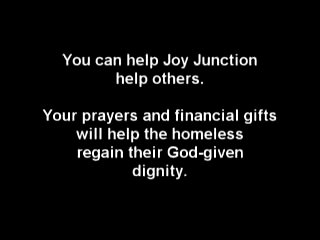 You can help Joy Junction
help others.
Your prayers and financial gifts
will help the homeless
regain their God-given
dignity.